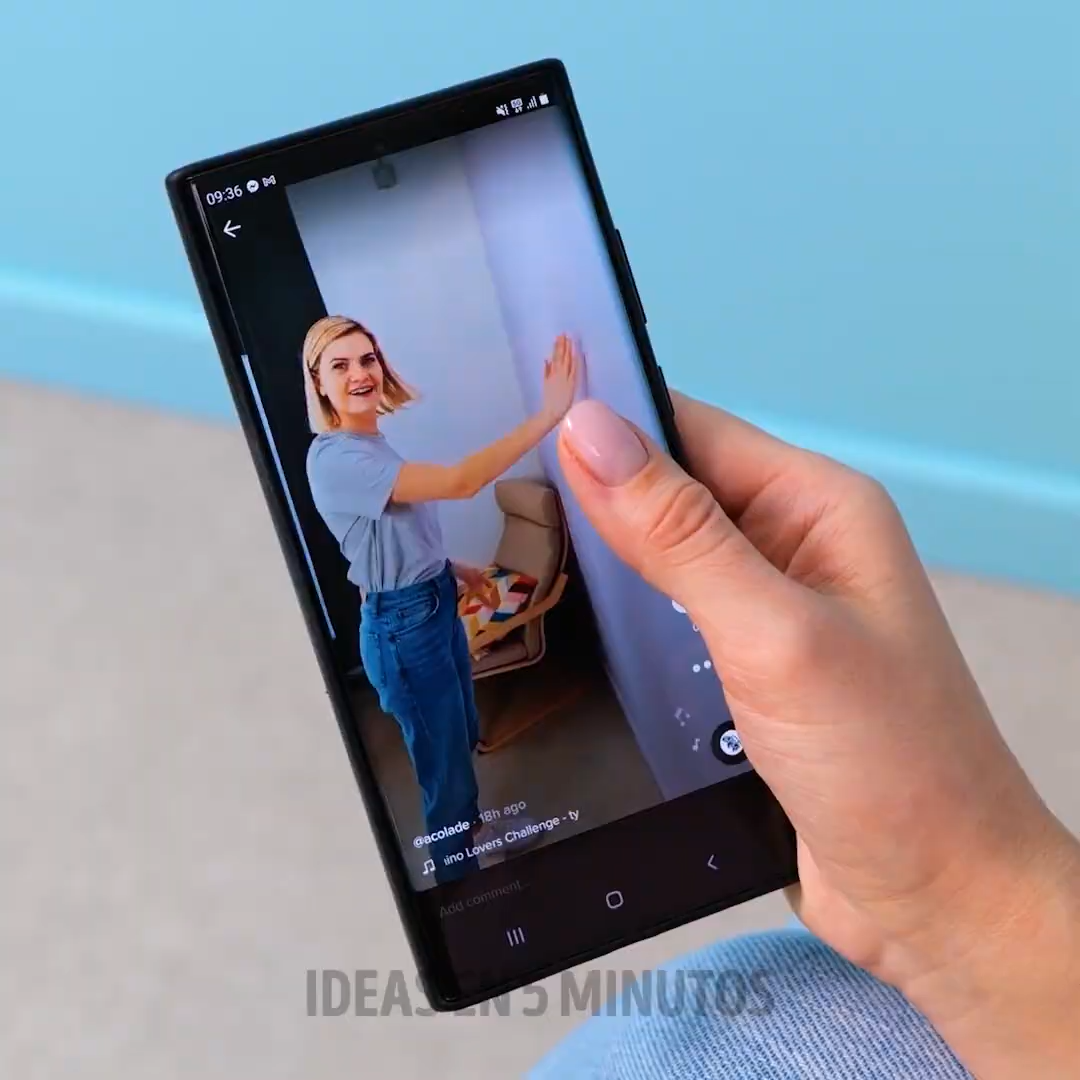 09:36
@acolade · 18h ago
ino Lovers Challenge - ty
Add comment...
IDEAS EN 5 MINUTOS